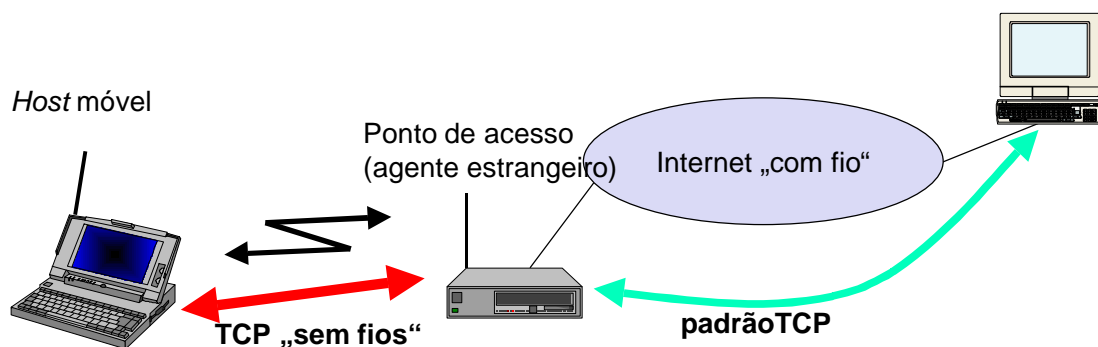 Host móvel
Ponto de acesso
(agente estrangeiro)
Internet „com fio“
TCP „sem fios“
padrãoTCP